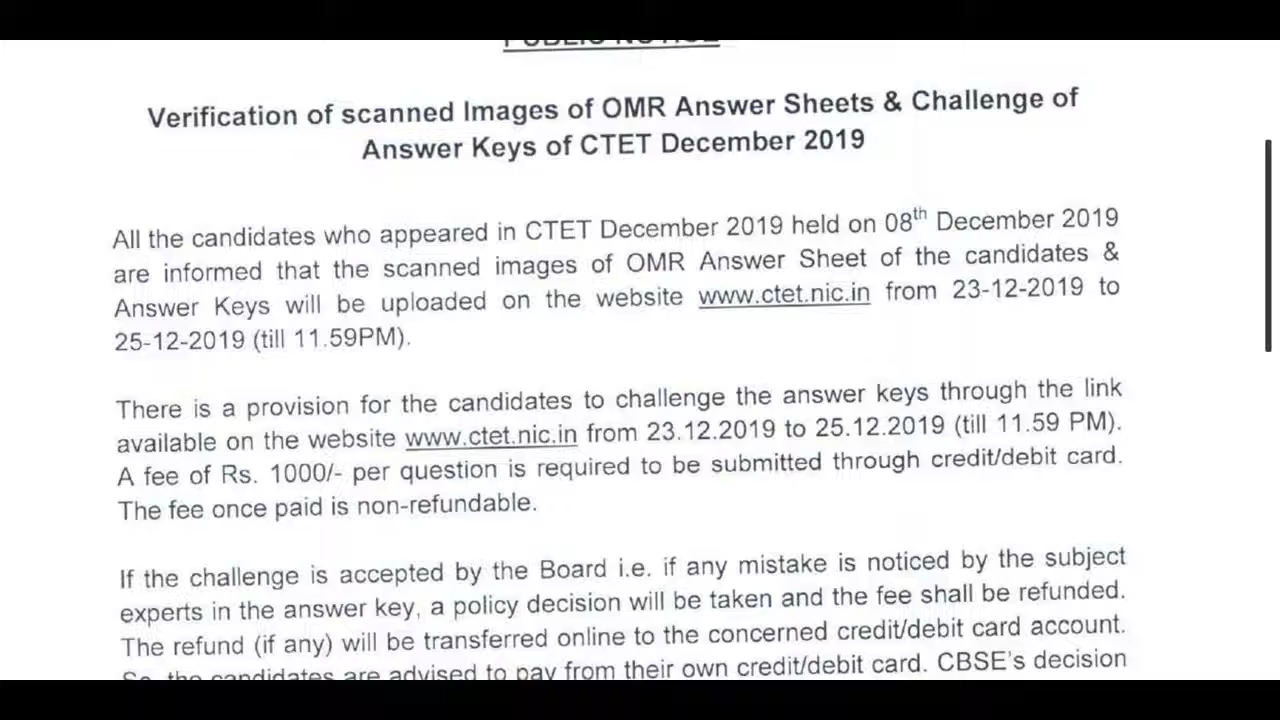 PUBLIC NOTICE
Verification of scanned Images of OMR Answer Sheets & Challenge of
Answer Keys of CTET December 2019
All the candidates who appeared in CTET December 2019 held on 08th December 2019
are informed that the scanned images of OMR Answer Sheet of the candidates &
Answer Keys will be uploaded on the website www.ctet.nic.in from 23-12-2019 to
25-12-2019 (till 11.59PM).
There is a provision for the candidates to challenge the answer keys through the link
available on the website www.ctet.nic.in from 23.12.2019 to 25.12.2019 (till 11.59 PM).
A fee of Rs. 1000/- per question is required to be submitted through credit/debit card.
The fee once paid is non-refundable.
If the challenge is accepted by the Board i.e. if any mistake is noticed by the subject
experts in the answer key, a policy decision will be taken and the fee shall be refunded.
The refund (if any) will be transferred online to the concerned credit/debit card account.
So, the candidates are advised to pay from their own credit/debit card. CBSE's decision